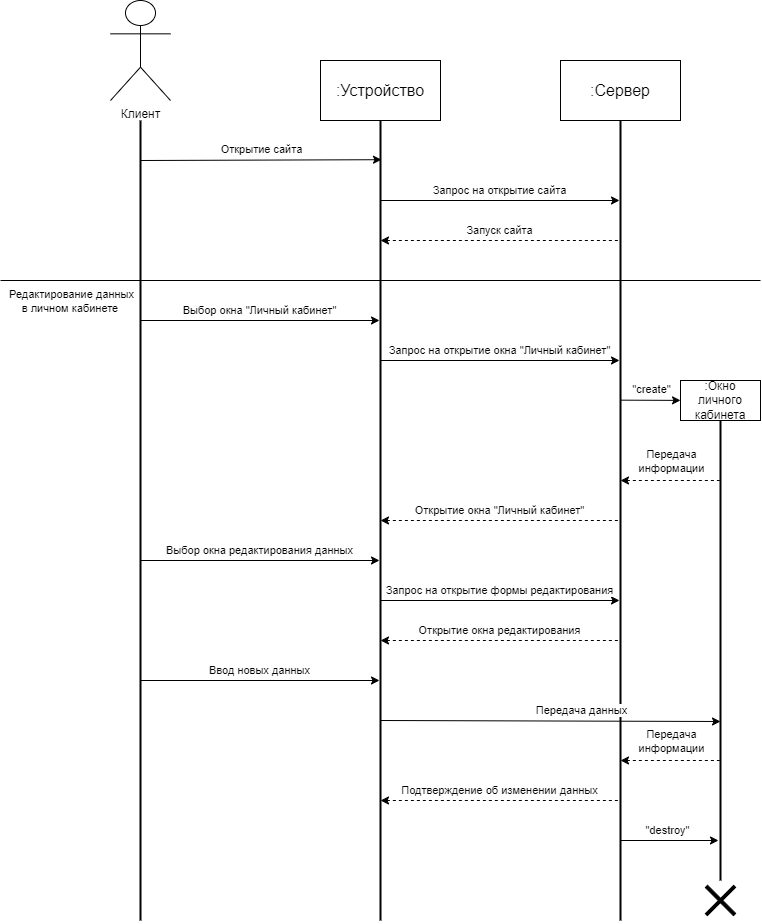 Клиент
:Устройство
:Сервер
Открытие сайта
Запрос на открытие сайта
Запуск сайта
Редактирование данных
в личном кабинете
Выбор окна "Личный кабинет"
Запрос на открытие окна "Личный кабинет"
"create"
:Окно
личного
кабинета
Передача
информации
Открытие окна "Личный кабинет"
Выбор окна редактирования данных
Запрос на открытие формы редактирования
Открытие окна редактирования
Ввод новых данных
Передача данных
Передача
информации
Подтверждение об изменении данных
"destroy"